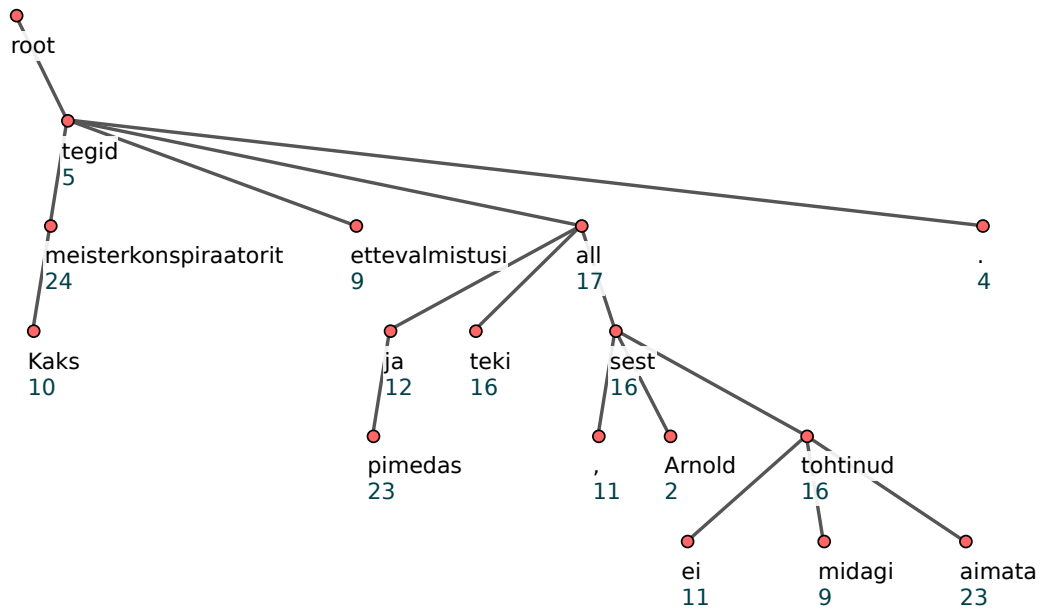 root
tegid
5
meisterkonspiraatorit ettevalmistusi all .
24 9 17 4
Kaks ja teki sest
10 12 16 16
pimedas , Arnold tohtinud
23 11 2 16
ei midagi aimata
11 9 23